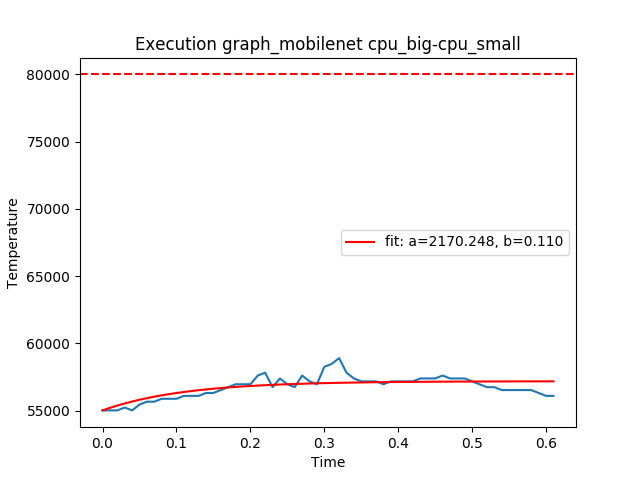 Execution graph_mobilenet cpu_big-cpu_small
80000
75000
70000
65000
60000
55000
Temperature
fit: a=2170.248, b=0.110
0.0 0.1 0.2 0.3 0.4 0.5 0.6
Time